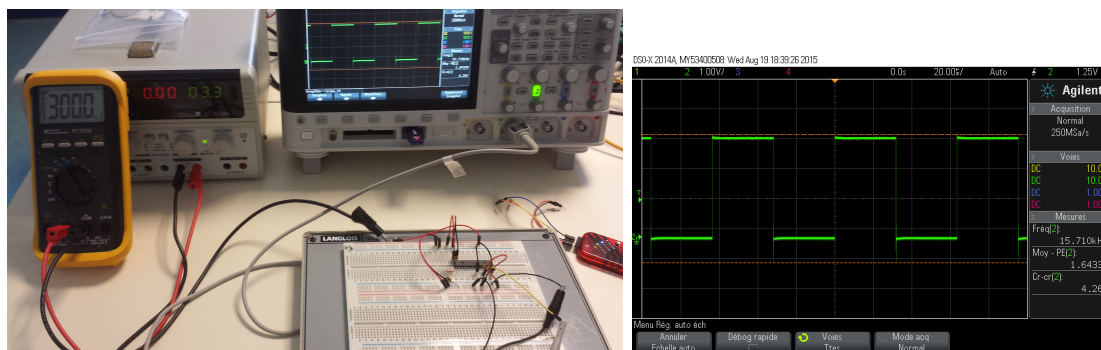 3000
0.00 03.3
LANGLOIS
DSO-X 2014A, MY53400508: Wed Aug 19 18:39:26 2015
1 2 1.00V/ 3 4 0.0s 20.00%/ Auto 2 1.25V
Agilent
Acquisition
Normal
250MSa/s
Voies
DC 10.0
DC 10.0
DC 1.00
DC 1.00
Mesures
Fréq(2):
15.710kH
Moy - PE(2):
1.6433
Cr-cr(2):
4.26
Menu Rég. auto éch
Annuler
Echelle auto
Débog rapide
Voies
Ttes
Mode acq
Normal